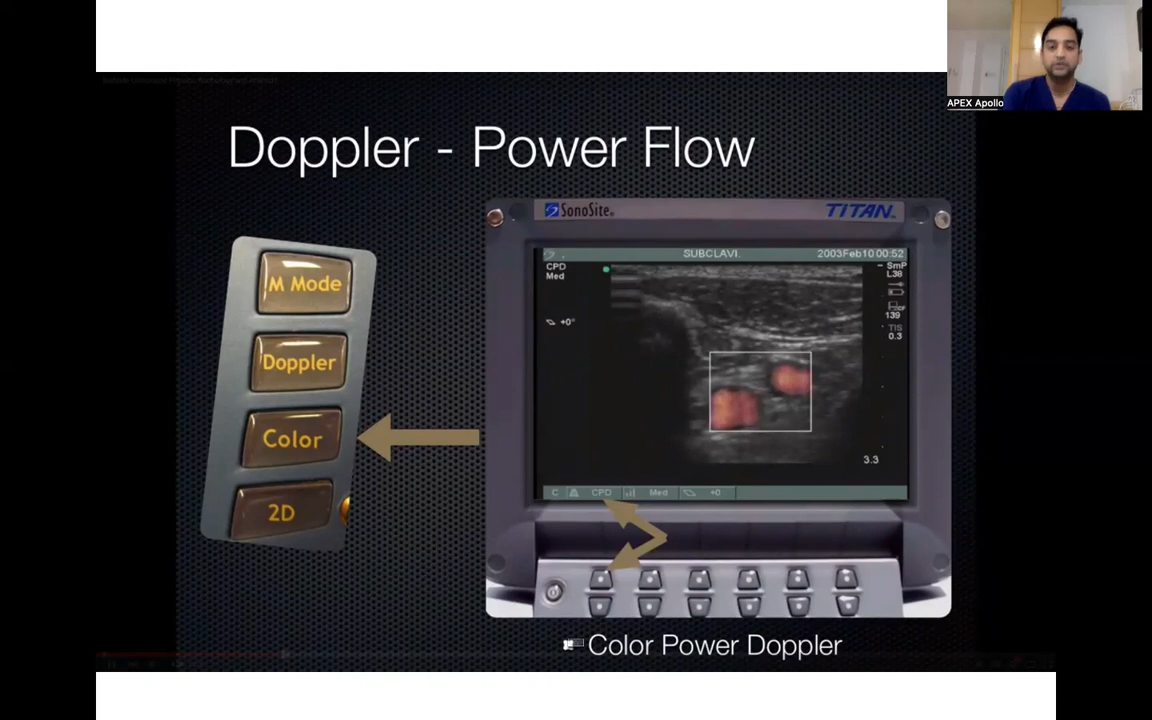 APEX Apollo
Doppler - Power Flow
SonoSite
TITAN
SUBCLAVI.
2003Feb10 00:52
CPD
Med
+0°
SmP
L38
139
TIS
0.3
3.3
C
CPD
Med
+0
M Mode
Doppler
Color
2D
Color Power Doppler